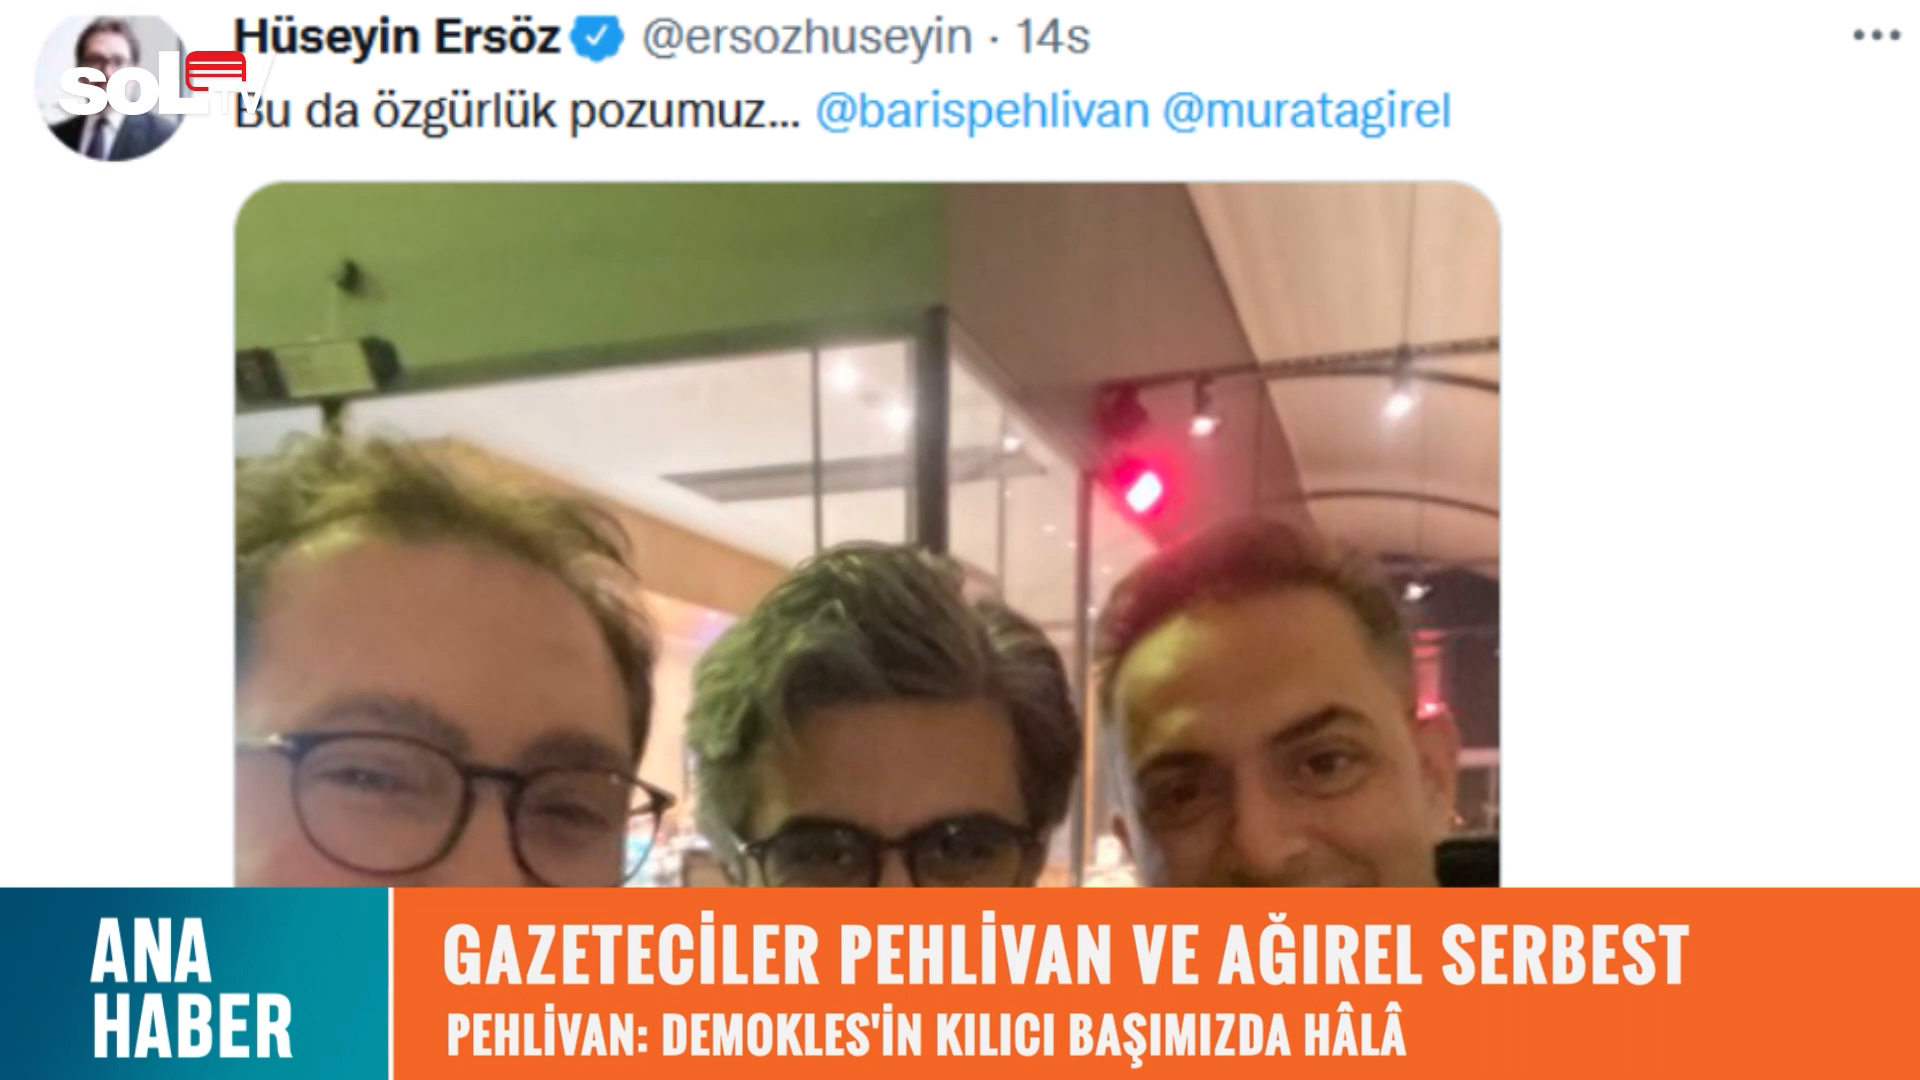 Hüseyin Ersöz @ersozhuseyin · 14s
soL TV
Bu da özgürlük pozumuz... @barispehlivan @muratagirel
ANA
HABER
GAZETECİLER PEHLİVAN VE AĞIREL SERBEST
PEHLİVAN: DEMOKLES'İN KILICI BAŞIMIZDA HÂLÂ